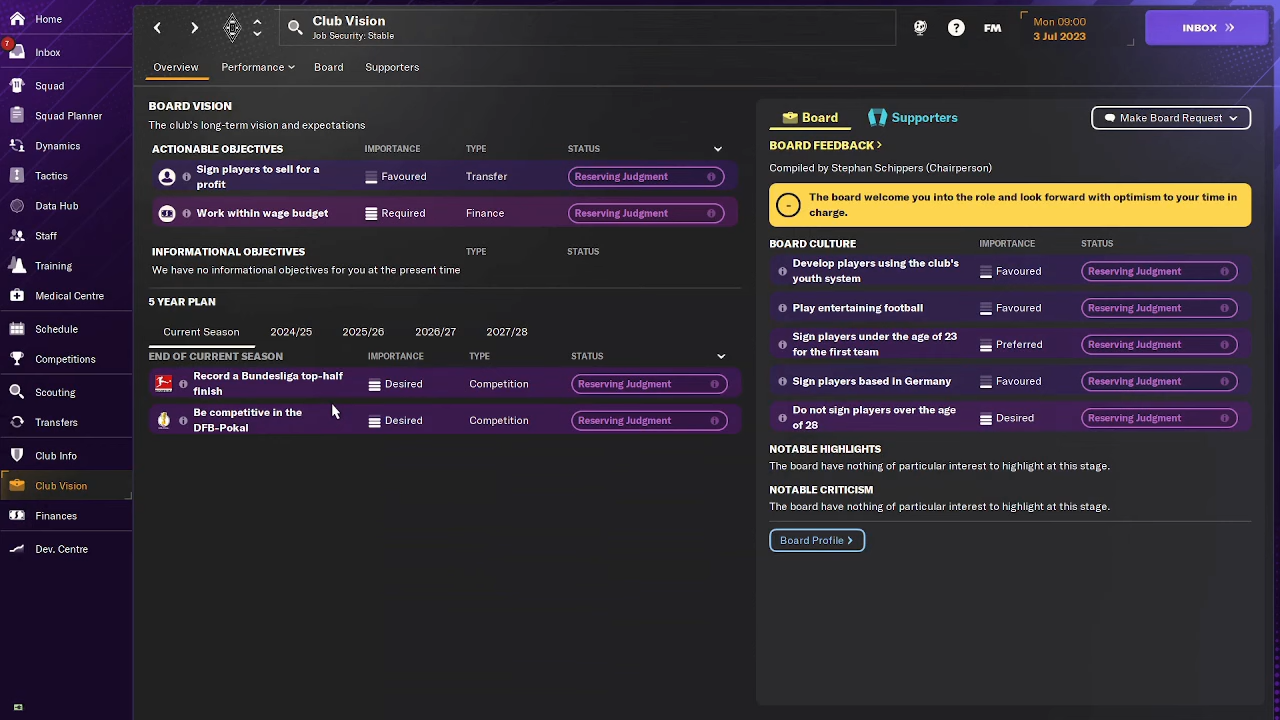 Home
7
Inbox
Squad
Squad Planner
Dynamics
Tactics
Data Hub
Staff
Training
Medical Centre
Schedule
Competitions
Scouting
Transfers
Club Info
Club Vision
Finances
Dev. Centre
Club Vision
Job Security: Stable
?
FM
Mon 09:00
3 Jul 2023
INBOX
Overview
Performance
Board
Supporters
BOARD VISION
The club's long-term vision and expectations
ACTIONABLE OBJECTIVES IMPORTANCE TYPE STATUS
Sign players to sell for a
profit
Favoured Transfer Reserving Judgment
Work within wage budget Required Finance Reserving Judgment
INFORMATIONAL OBJECTIVES TYPE STATUS
We have no informational objectives for you at the present time
5 YEAR PLAN
Current Season 2024/25 2025/26 2026/27 2027/28
END OF CURRENT SEASON IMPORTANCE TYPE STATUS
Record a Bundesliga top-half
finish
Desired Competition Reserving Judgment
Be competitive in the
DFB-Pokal
Desired Competition Reserving Judgment
Board Supporters Make Board Request
BOARD FEEDBACK >
Compiled by Stephan Schippers (Chairperson)
The board welcome you into the role and look forward with optimism to your time in
charge.
BOARD CULTURE IMPORTANCE STATUS
Develop players using the club's
youth system
Favoured Reserving Judgment
Play entertaining football Favoured Reserving Judgment
Sign players under the age of 23
for the first team
Preferred Reserving Judgment
Sign players based in Germany Favoured Reserving Judgment
Do not sign players over the age
of 28
Desired Reserving Judgment
NOTABLE HIGHLIGHTS
The board have nothing of particular interest to highlight at this stage.
NOTABLE CRITICISM
The board have nothing of particular interest to highlight at this stage.
Board Profile >